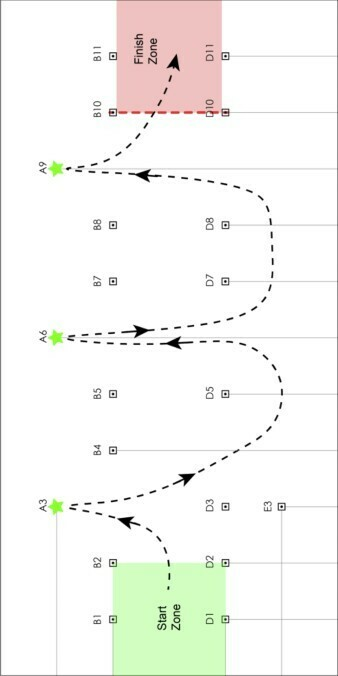 A3 A6 A9
B1 B2 B4 B5 B7 B8 B10 B11
Start
Zone
Finish
Zone
D1 D2 D3 D5 D7 D8 D10 D11
E3